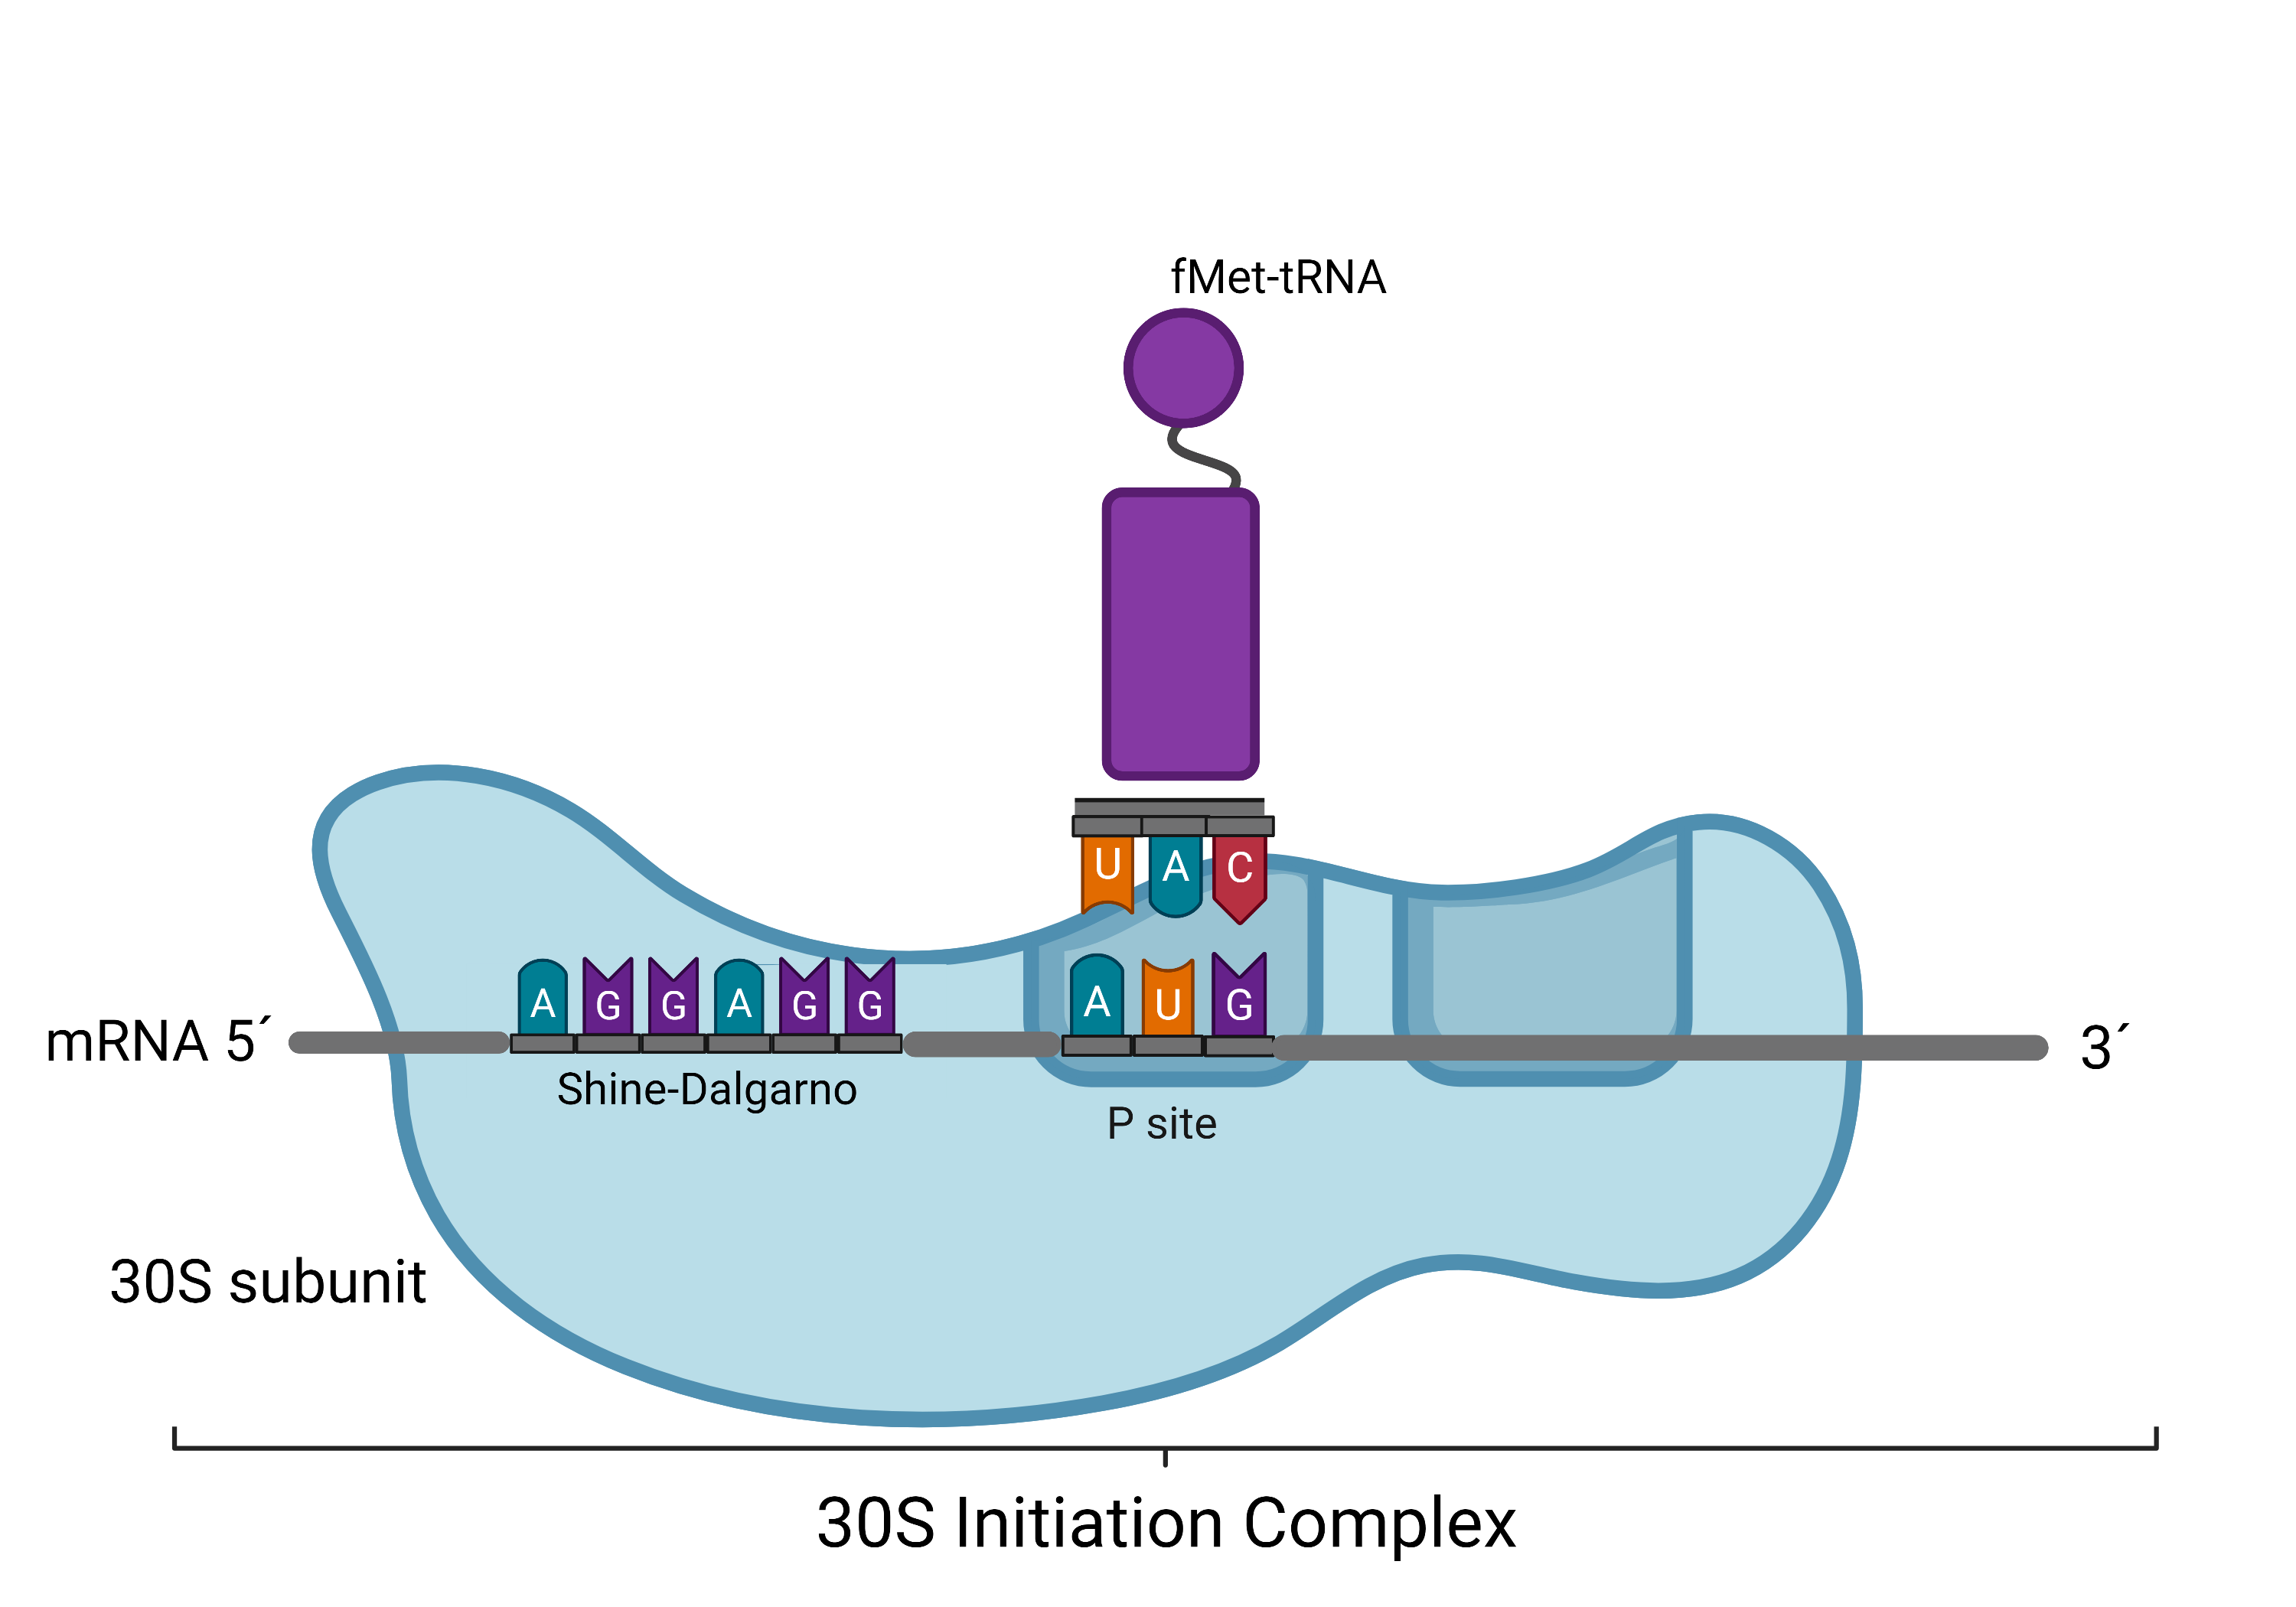 fMet-tRNA
U A C
A G G A G G
A U G
mRNA 5´
3´
Shine-Dalgarno
P site
30S subunit
30S Initiation Complex